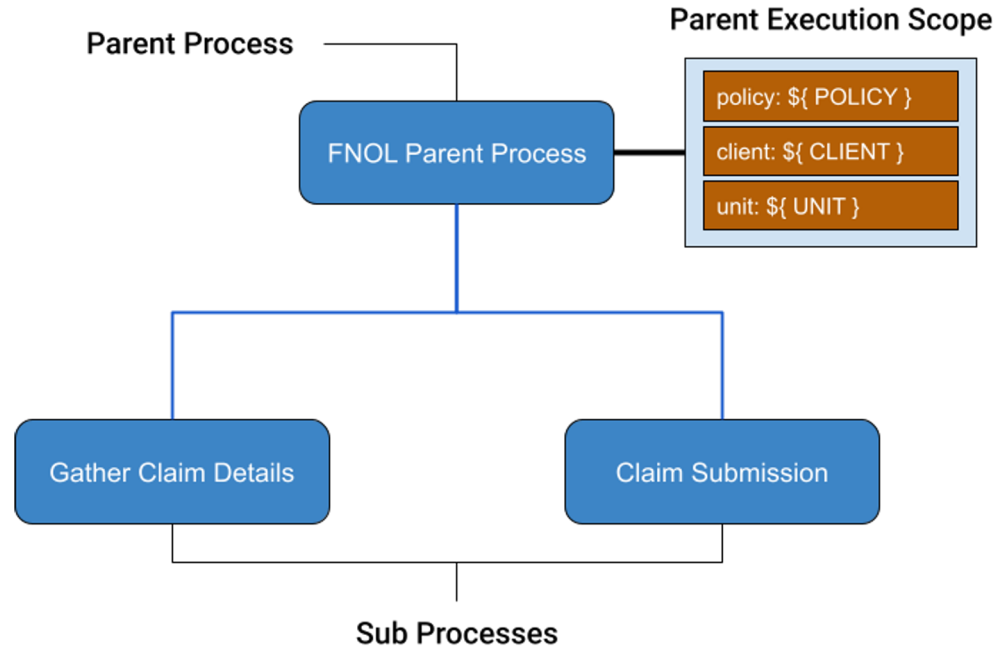 Parent Execution Scope
Parent Process
policy: ${ POLICY }
FNOL Parent Process
client: ${ CLIENT }
unit: ${ UNIT }
Gather Claim Details
Claim Submission
Sub Processes